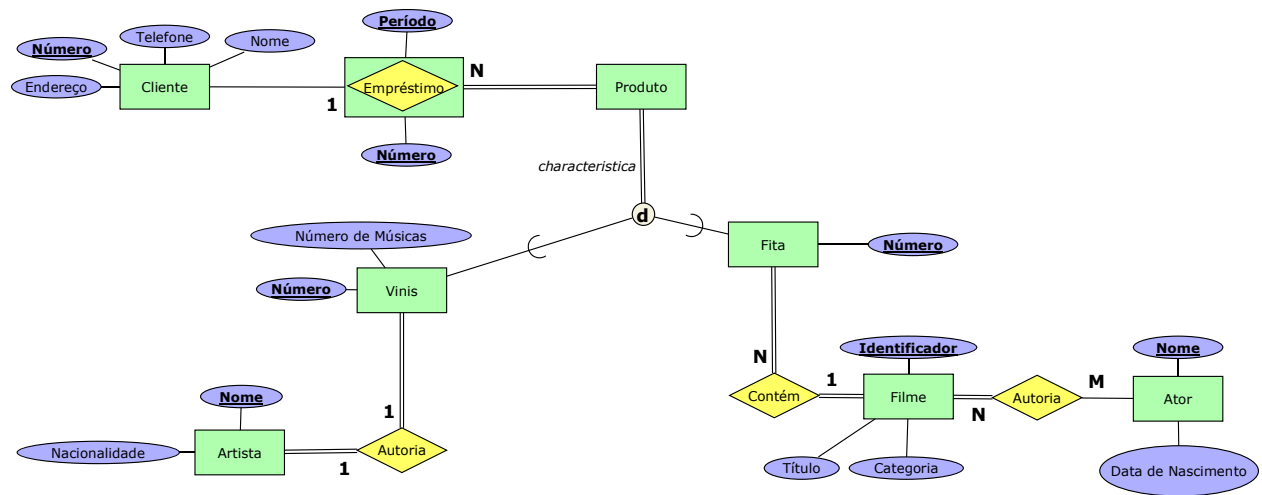 Período
Telefone
Número
Nome
Endereço
Cliente
Empréstimo
N
Produto
1
Número
characteristica
d
Número de Músicas
Fita
Número
Número
Vinis
Identificador
Nome
N
1
M
Contém
Filme
Autoria
Ator
N
Nome
1
Nacionalidade
Artista
Autoria
1
Título
Categoria
Data de Nascimento